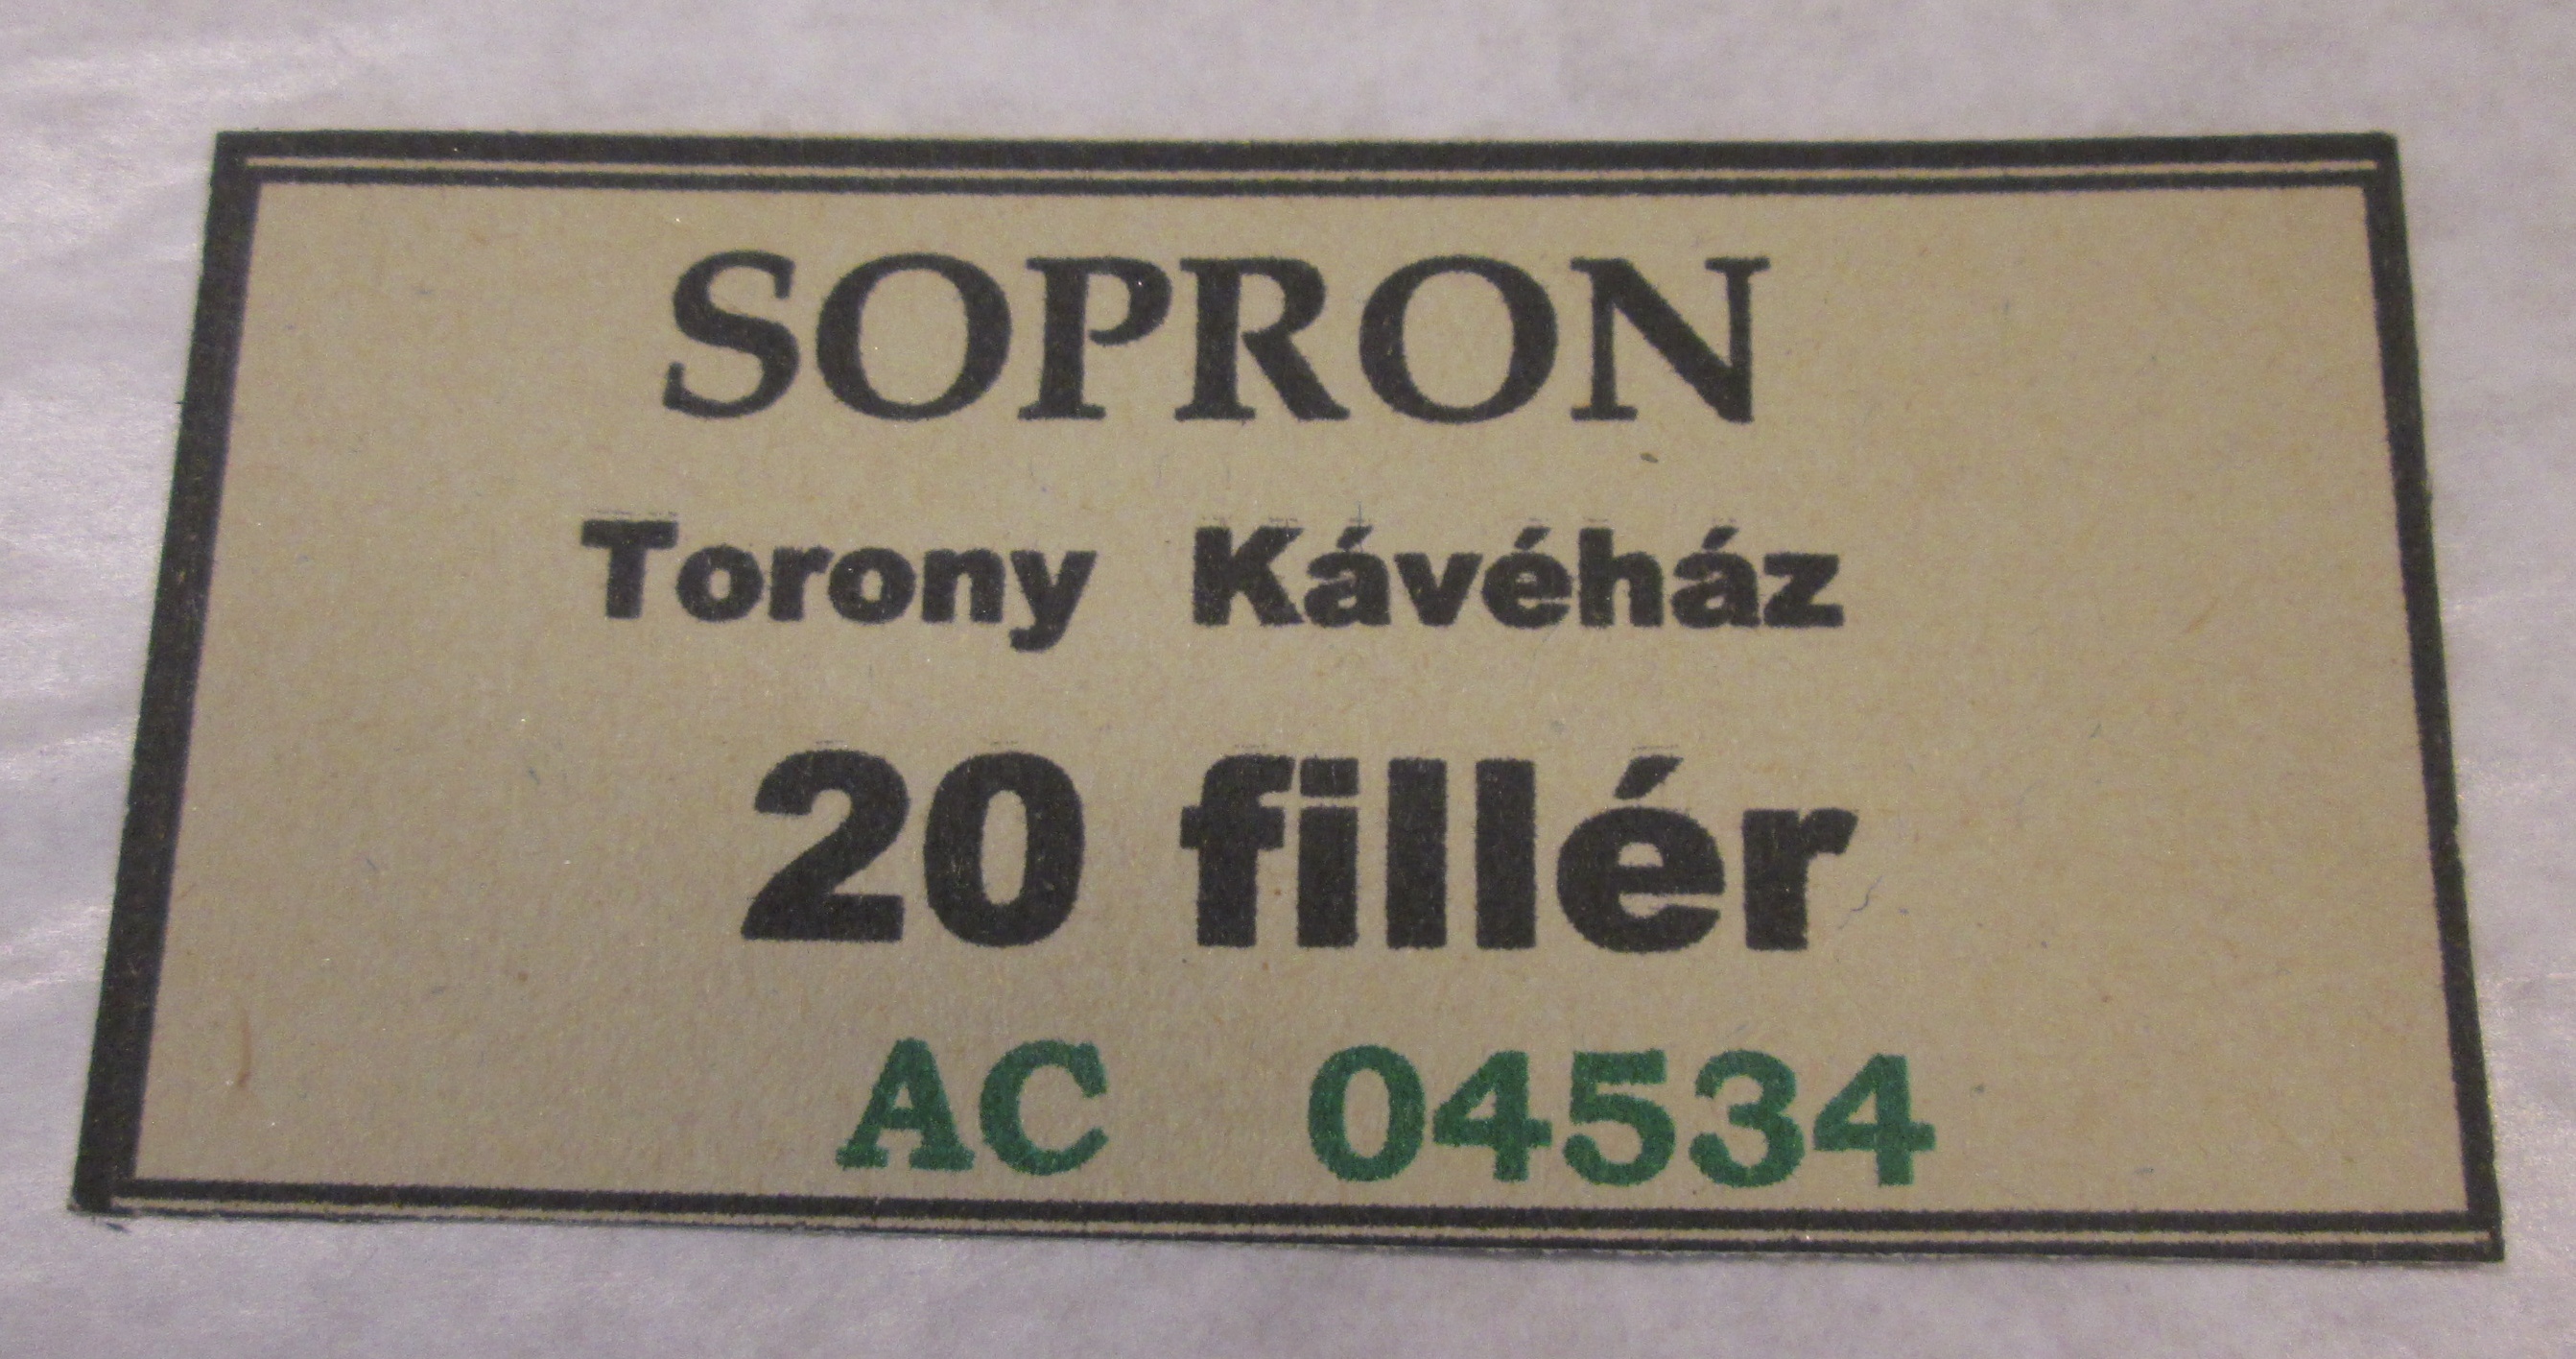 SOPRON
Torony Kávéház
20 fillér
AC 04534